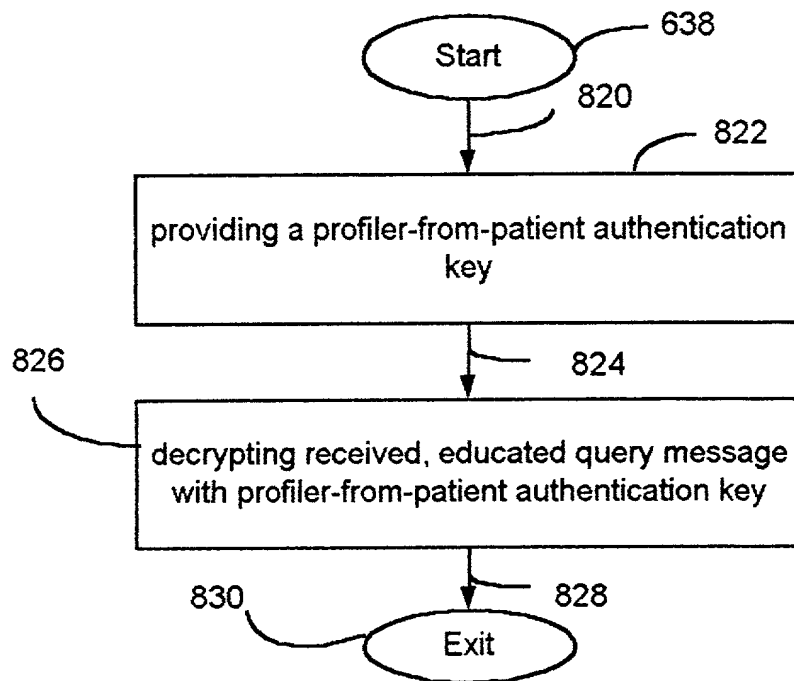 Start
638
820
822
providing a profiler-from-patient authentication
key
824
826
decrypting received, educated query message
with profiler-from-patient authentication key
828
830
Exit